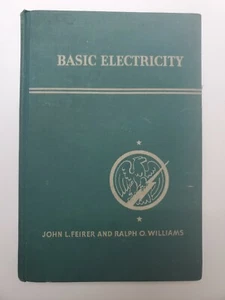 BASIC ELECTRICITY
JOHN L. FEIRER AND RALPH O. WILLIAMS